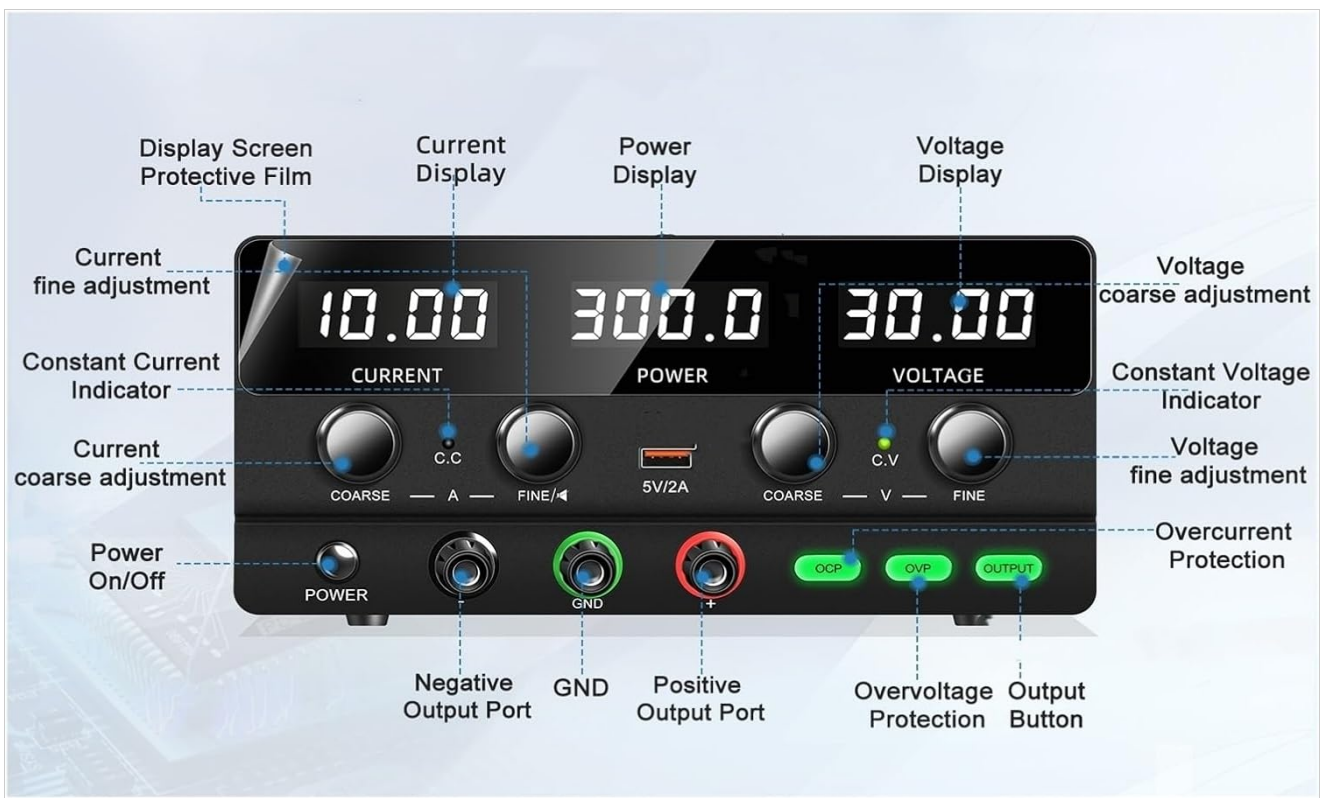 Display Screen
Protective Film
Current
Display
Power
Display
Voltage
Display
Current
fine adjustment
Voltage
coarse adjustment
10.00
300.0
30.00
CURRENT
POWER
VOLTAGE
Constant Current
Indicator
Constant Voltage
Indicator
C.C
C.V
Current
coarse adjustment
Voltage
fine adjustment
COARSE
A
FINE/
5V/2A
COARSE
V
FINE
Power
On/Off
Overcurrent
Protection
POWER
-
GND
+
OCP
OVP
OUTPUT
Negative
Output Port
GND
Positive
Output Port
Overvoltage
Protection
Output
Button